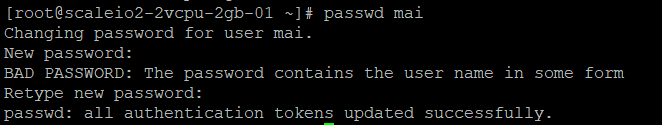 [root@scaleio2-2vcpu-2gb-01 ~]# passwd mai
Changing password for user mai.
New password:
BAD PASSWORD: The password contains the user name in some form
Retype new password:
passwd: all authentication tokens updated successfully.